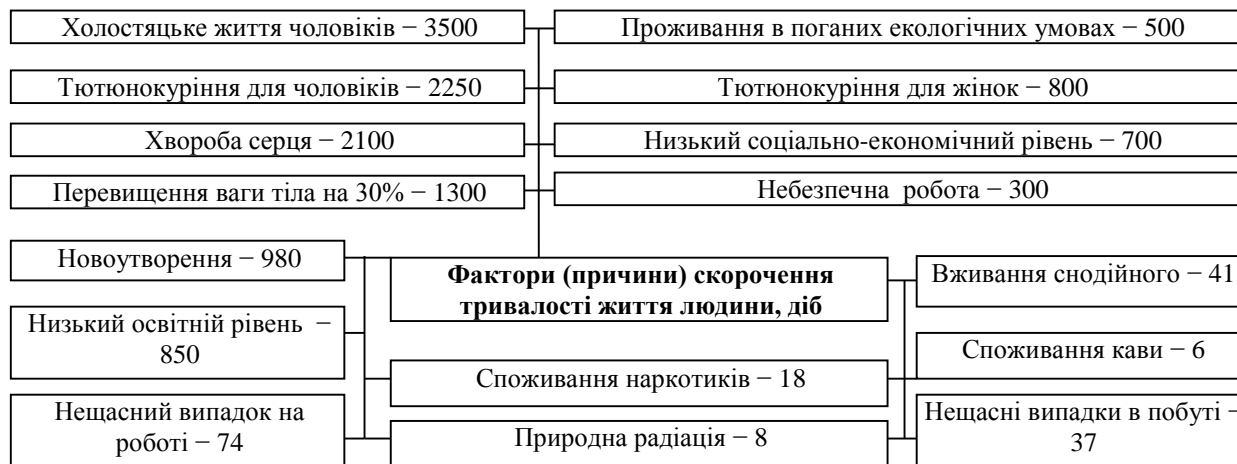 Холостяцьке життя чоловіків − 3500
Проживання в поганих екологічних умовах − 500
Тютюнокуріння для чоловіків − 2250
Тютюнокуріння для жінок − 800
Хвороба серця − 2100
Низький соціально-економічний рівень − 700
Перевищення ваги тіла на 30% − 1300
Небезпечна робота − 300
Новоутворення − 980
Фактори (причини) скорочення
тривалості життя людини, діб
Вживання снодійного − 41
Низький освітній рівень −
850
Споживання кави − 6
Споживання наркотиків − 18
Нещасний випадок на
роботі − 74
Природна радіація − 8
Нещасні випадки в побуті −
37